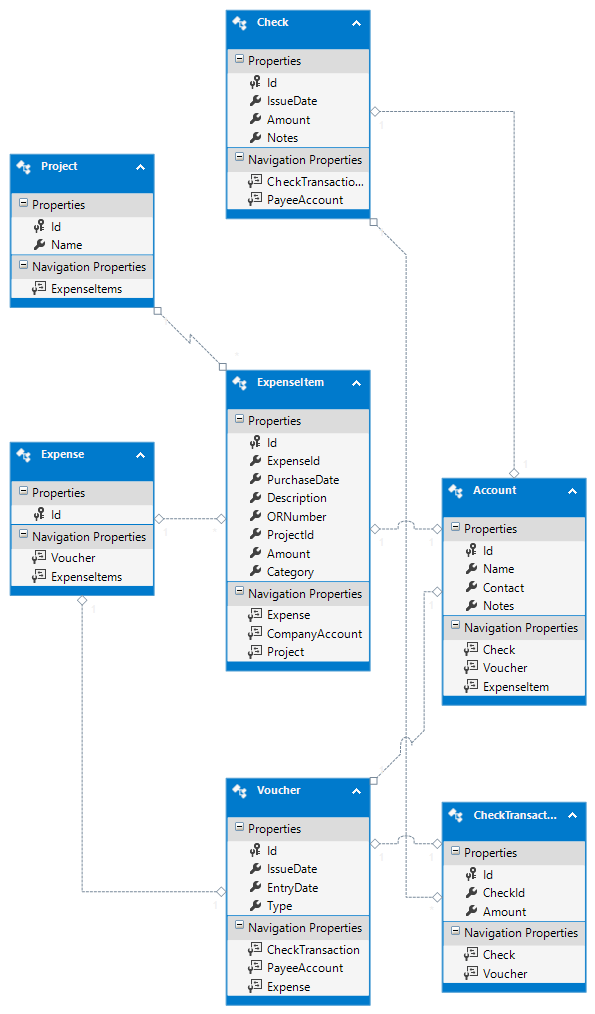 Check
Properties
Id
IssueDate
Amount
Notes
Navigation Properties
CheckTransactio...
PayeeAccount
Project
Properties
Id
Name
Navigation Properties
ExpenseItems
ExpenseItem
Properties
Id
ExpenseId
PurchaseDate
Description
ORNumber
ProjectId
Amount
Category
Navigation Properties
Expense
CompanyAccount
Project
Expense
Properties
Id
Navigation Properties
Voucher
ExpenseItems
Account
Properties
Id
Name
Contact
Notes
Navigation Properties
Check
Voucher
ExpenseItem
Voucher
Properties
Id
IssueDate
EntryDate
Type
Navigation Properties
CheckTransaction
PayeeAccount
Expense
CheckTransact...
Properties
Id
CheckId
Amount
Navigation Properties
Check
Voucher